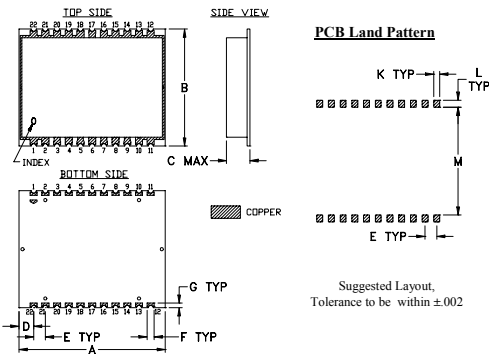 TOP SIDE
22 21 20 19 18 17 16 15 14 13 12
INDEX
1 2 3 4 5 6 7 8 9 10 11
B
SIDE VIEW
C MAX
BOTTOM SIDE
1 2 3 4 5 6 7 8 9 10 11
22 21 20 19 18 17 16 15 14 13 12
COPPER
G TYP
D
E TYP
F TYP
A
PCB Land Pattern
K TYP
L
TYP
M
E TYP
Suggested Layout,
Tolerance to be within ±.002